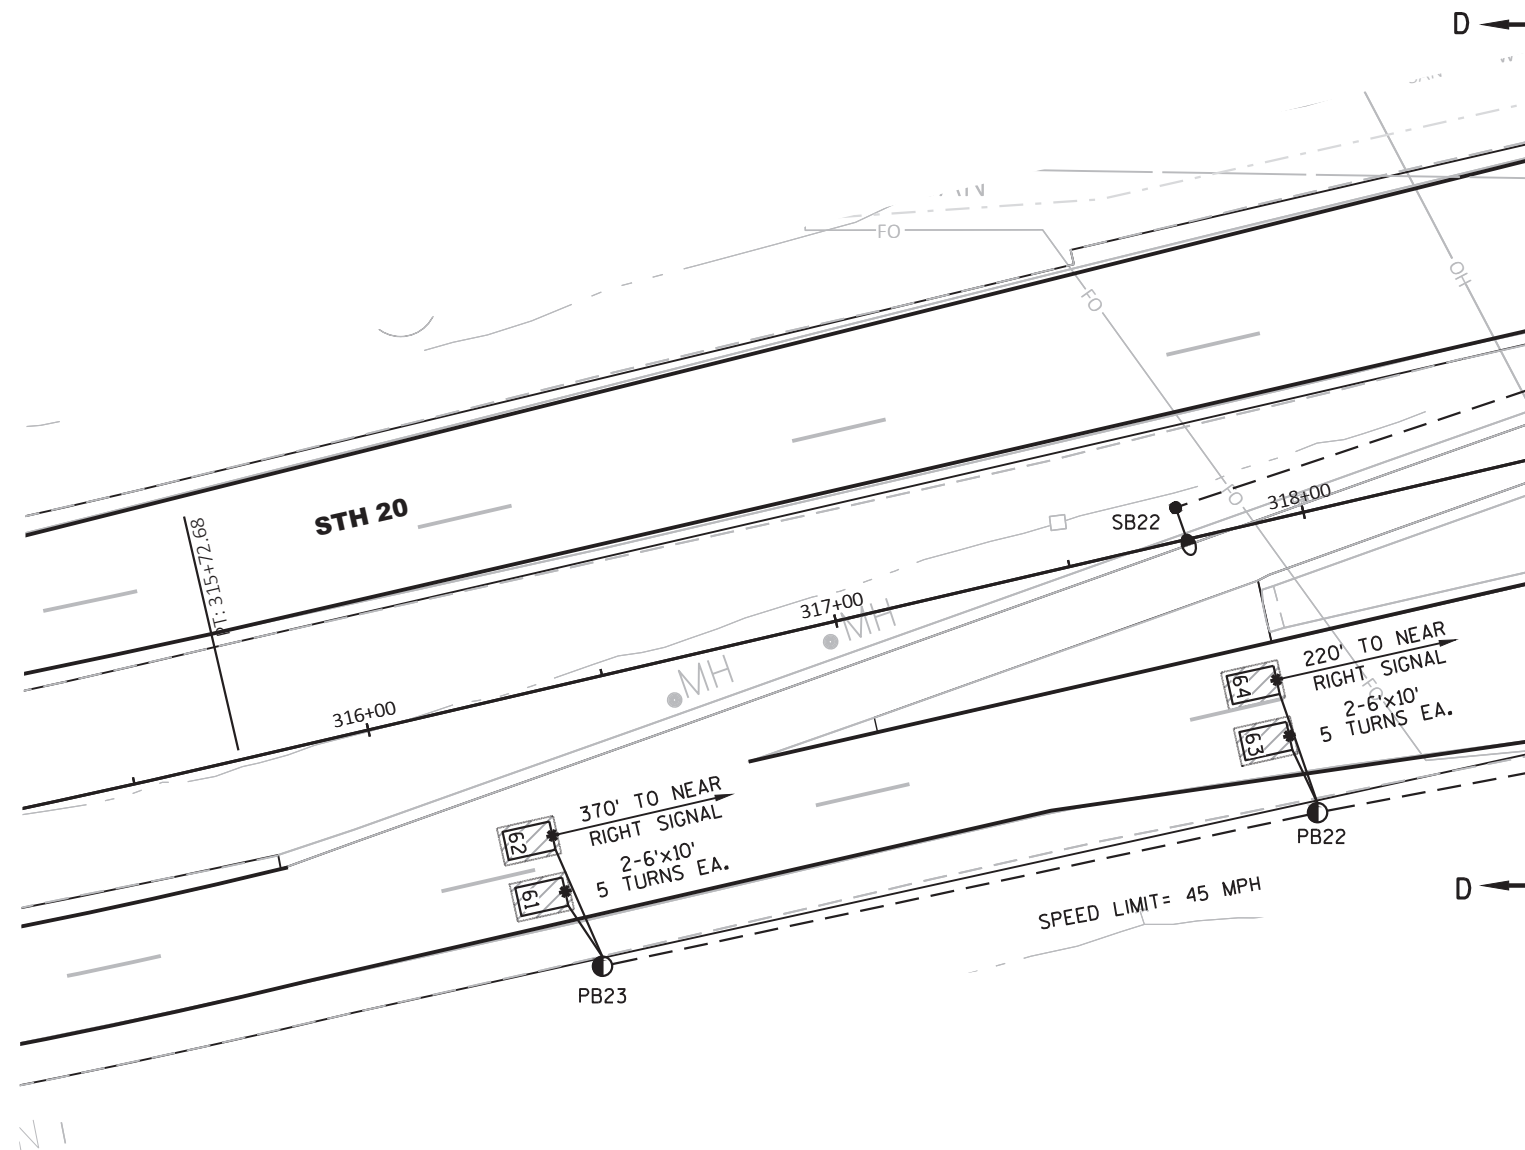 D
FO
OH
FO
STH 20
PT: 315+72.68
FO
318+00
SB22
317+00
MH
MH
316+00
220' TO NEAR
RIGHT SIGNAL
64
FO
2-6'x10'
5 TURNS EA.
63
370' TO NEAR
RIGHT SIGNAL
62
2-6'x10'
5 TURNS EA.
61
PB22
D
SPEED LIMIT= 45 MPH
PB23